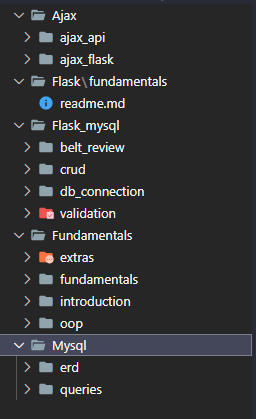 Ajax
ajax_api
ajax_flask
Flask\fundamentals
readme.md
Flask_mysql
belt_review
crud
db_connection
validation
Fundamentals
extras
fundamentals
introduction
oop
Mysql
erd
queries